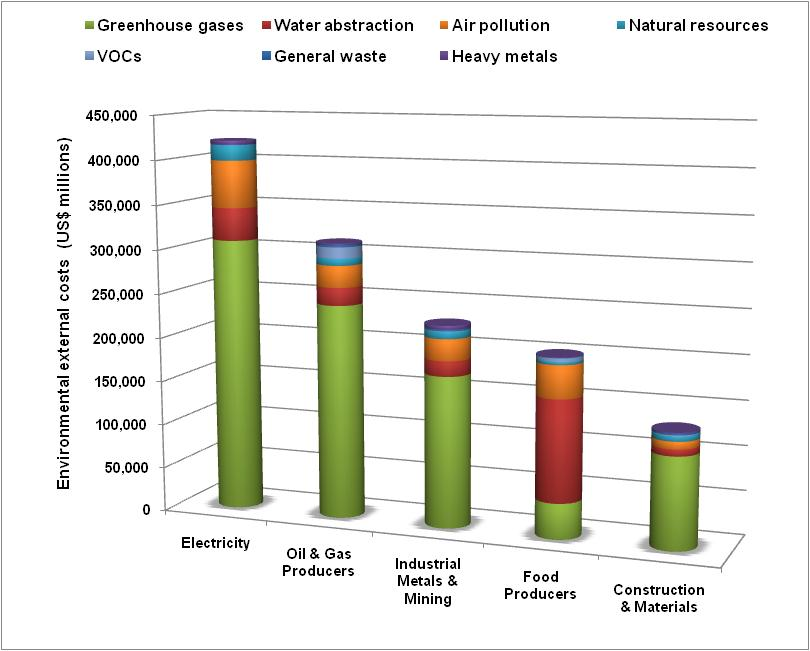 Greenhouse gases Water abstraction Air pollution Natural resources
VOCs General waste Heavy metals
Environmental external costs (US$ millions)
450,000
400,000
350,000
300,000
250,000
200,000
150,000
100,000
50,000
0
Electricity
Oil & Gas
Producers
Industrial
Metals &
Mining
Food
Producers
Construction
& Materials